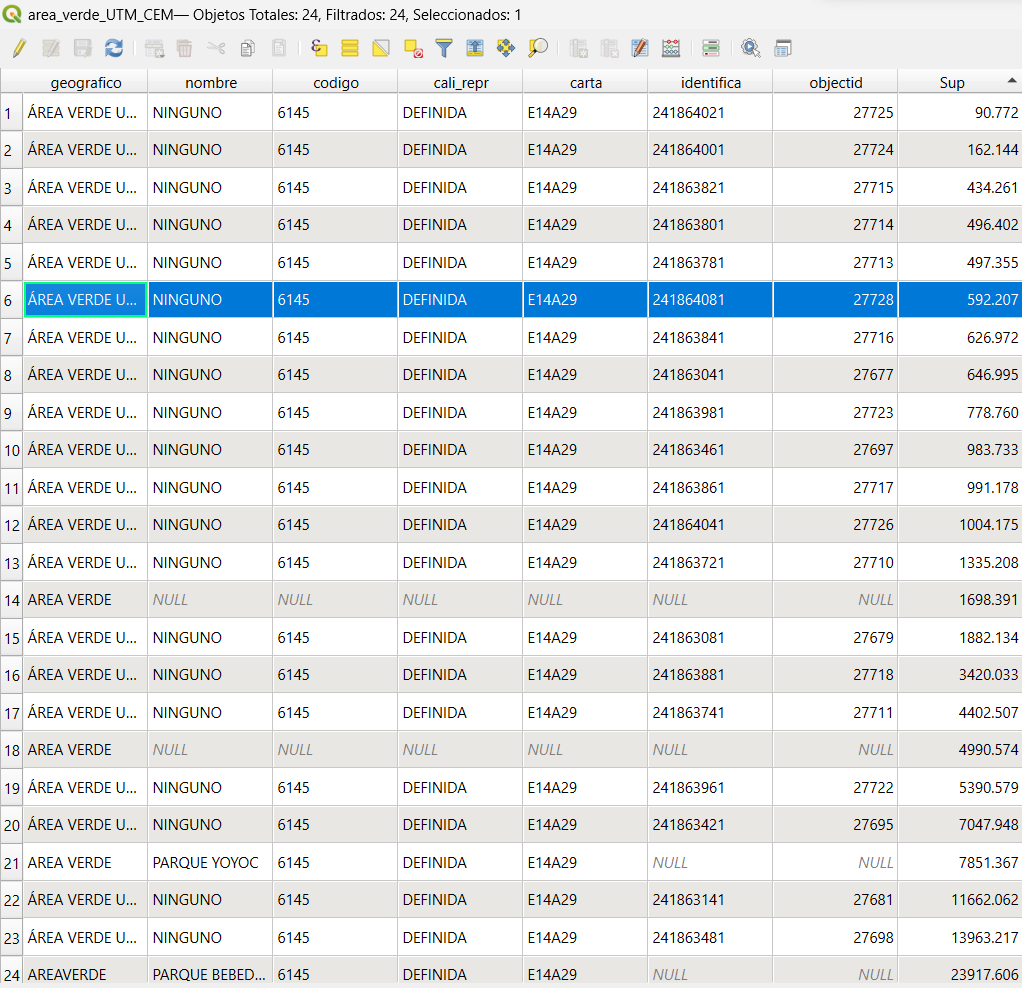 area_verde_UTM_CEM— Objetos Totales: 24, Filtrados: 24, Seleccionados: 1
geografico nombre codigo cali_repr carta identifica objectid Sup
1 ÁREA VERDE U... NINGUNO 6145 DEFINIDA E14A29 241864021 27725 90.772
2 ÁREA VERDE U... NINGUNO 6145 DEFINIDA E14A29 241864001 27724 162.144
3 ÁREA VERDE U... NINGUNO 6145 DEFINIDA E14A29 241863821 27715 434.261
4 ÁREA VERDE U... NINGUNO 6145 DEFINIDA E14A29 241863801 27714 496.402
5 ÁREA VERDE U... NINGUNO 6145 DEFINIDA E14A29 241863781 27713 497.355
6 ÁREA VERDE U... NINGUNO 6145 DEFINIDA E14A29 241864081 27728 592.207
7 ÁREA VERDE U... NINGUNO 6145 DEFINIDA E14A29 241863841 27716 626.972
8 ÁREA VERDE U... NINGUNO 6145 DEFINIDA E14A29 241863041 27677 646.995
9 ÁREA VERDE U... NINGUNO 6145 DEFINIDA E14A29 241863981 27723 778.760
10 ÁREA VERDE U... NINGUNO 6145 DEFINIDA E14A29 241863461 27697 983.733
11 ÁREA VERDE U... NINGUNO 6145 DEFINIDA E14A29 241863861 27717 991.178
12 ÁREA VERDE U... NINGUNO 6145 DEFINIDA E14A29 241864041 27726 1004.175
13 ÁREA VERDE U... NINGUNO 6145 DEFINIDA E14A29 241863721 27710 1335.208
14 AREA VERDE NULL NULL NULL NULL NULL NULL 1698.391
15 ÁREA VERDE U... NINGUNO 6145 DEFINIDA E14A29 241863081 27679 1882.134
16 ÁREA VERDE U... NINGUNO 6145 DEFINIDA E14A29 241863881 27718 3420.033
17 ÁREA VERDE U... NINGUNO 6145 DEFINIDA E14A29 241863741 27711 4402.507
18 AREA VERDE NULL NULL NULL NULL NULL NULL 4990.574
19 ÁREA VERDE U... NINGUNO 6145 DEFINIDA E14A29 241863961 27722 5390.579
20 ÁREA VERDE U... NINGUNO 6145 DEFINIDA E14A29 241863421 27695 7047.948
21 AREA VERDE PARQUE YOYOC 6145 DEFINIDA E14A29 NULL NULL 7851.367
22 ÁREA VERDE U... NINGUNO 6145 DEFINIDA E14A29 241863141 27681 11662.062
23 ÁREA VERDE U... NINGUNO 6145 DEFINIDA E14A29 241863481 27698 13963.217
24 AREAVERDE PARQUE BEBED... 6145 DEFINIDA E14A29 NULL NULL 23917.606